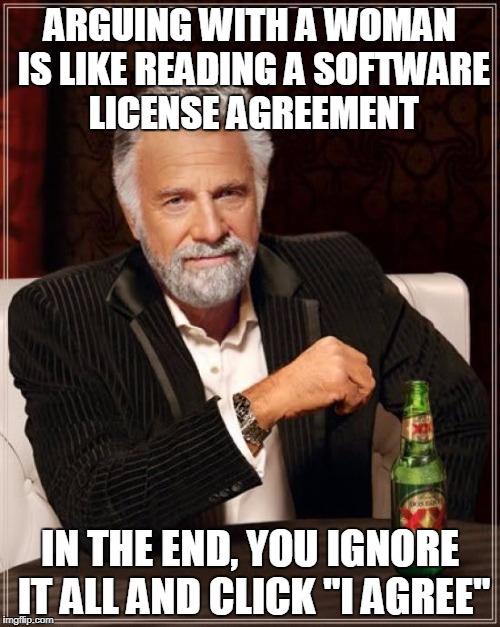 ARGUING WITH A WOMAN
IS LIKE READING A SOFTWARE
LICENSE AGREEMENT
XX
IN THE END, YOU IGNORE
IT ALL AND CLICK "I AGREE"
imgflip.com